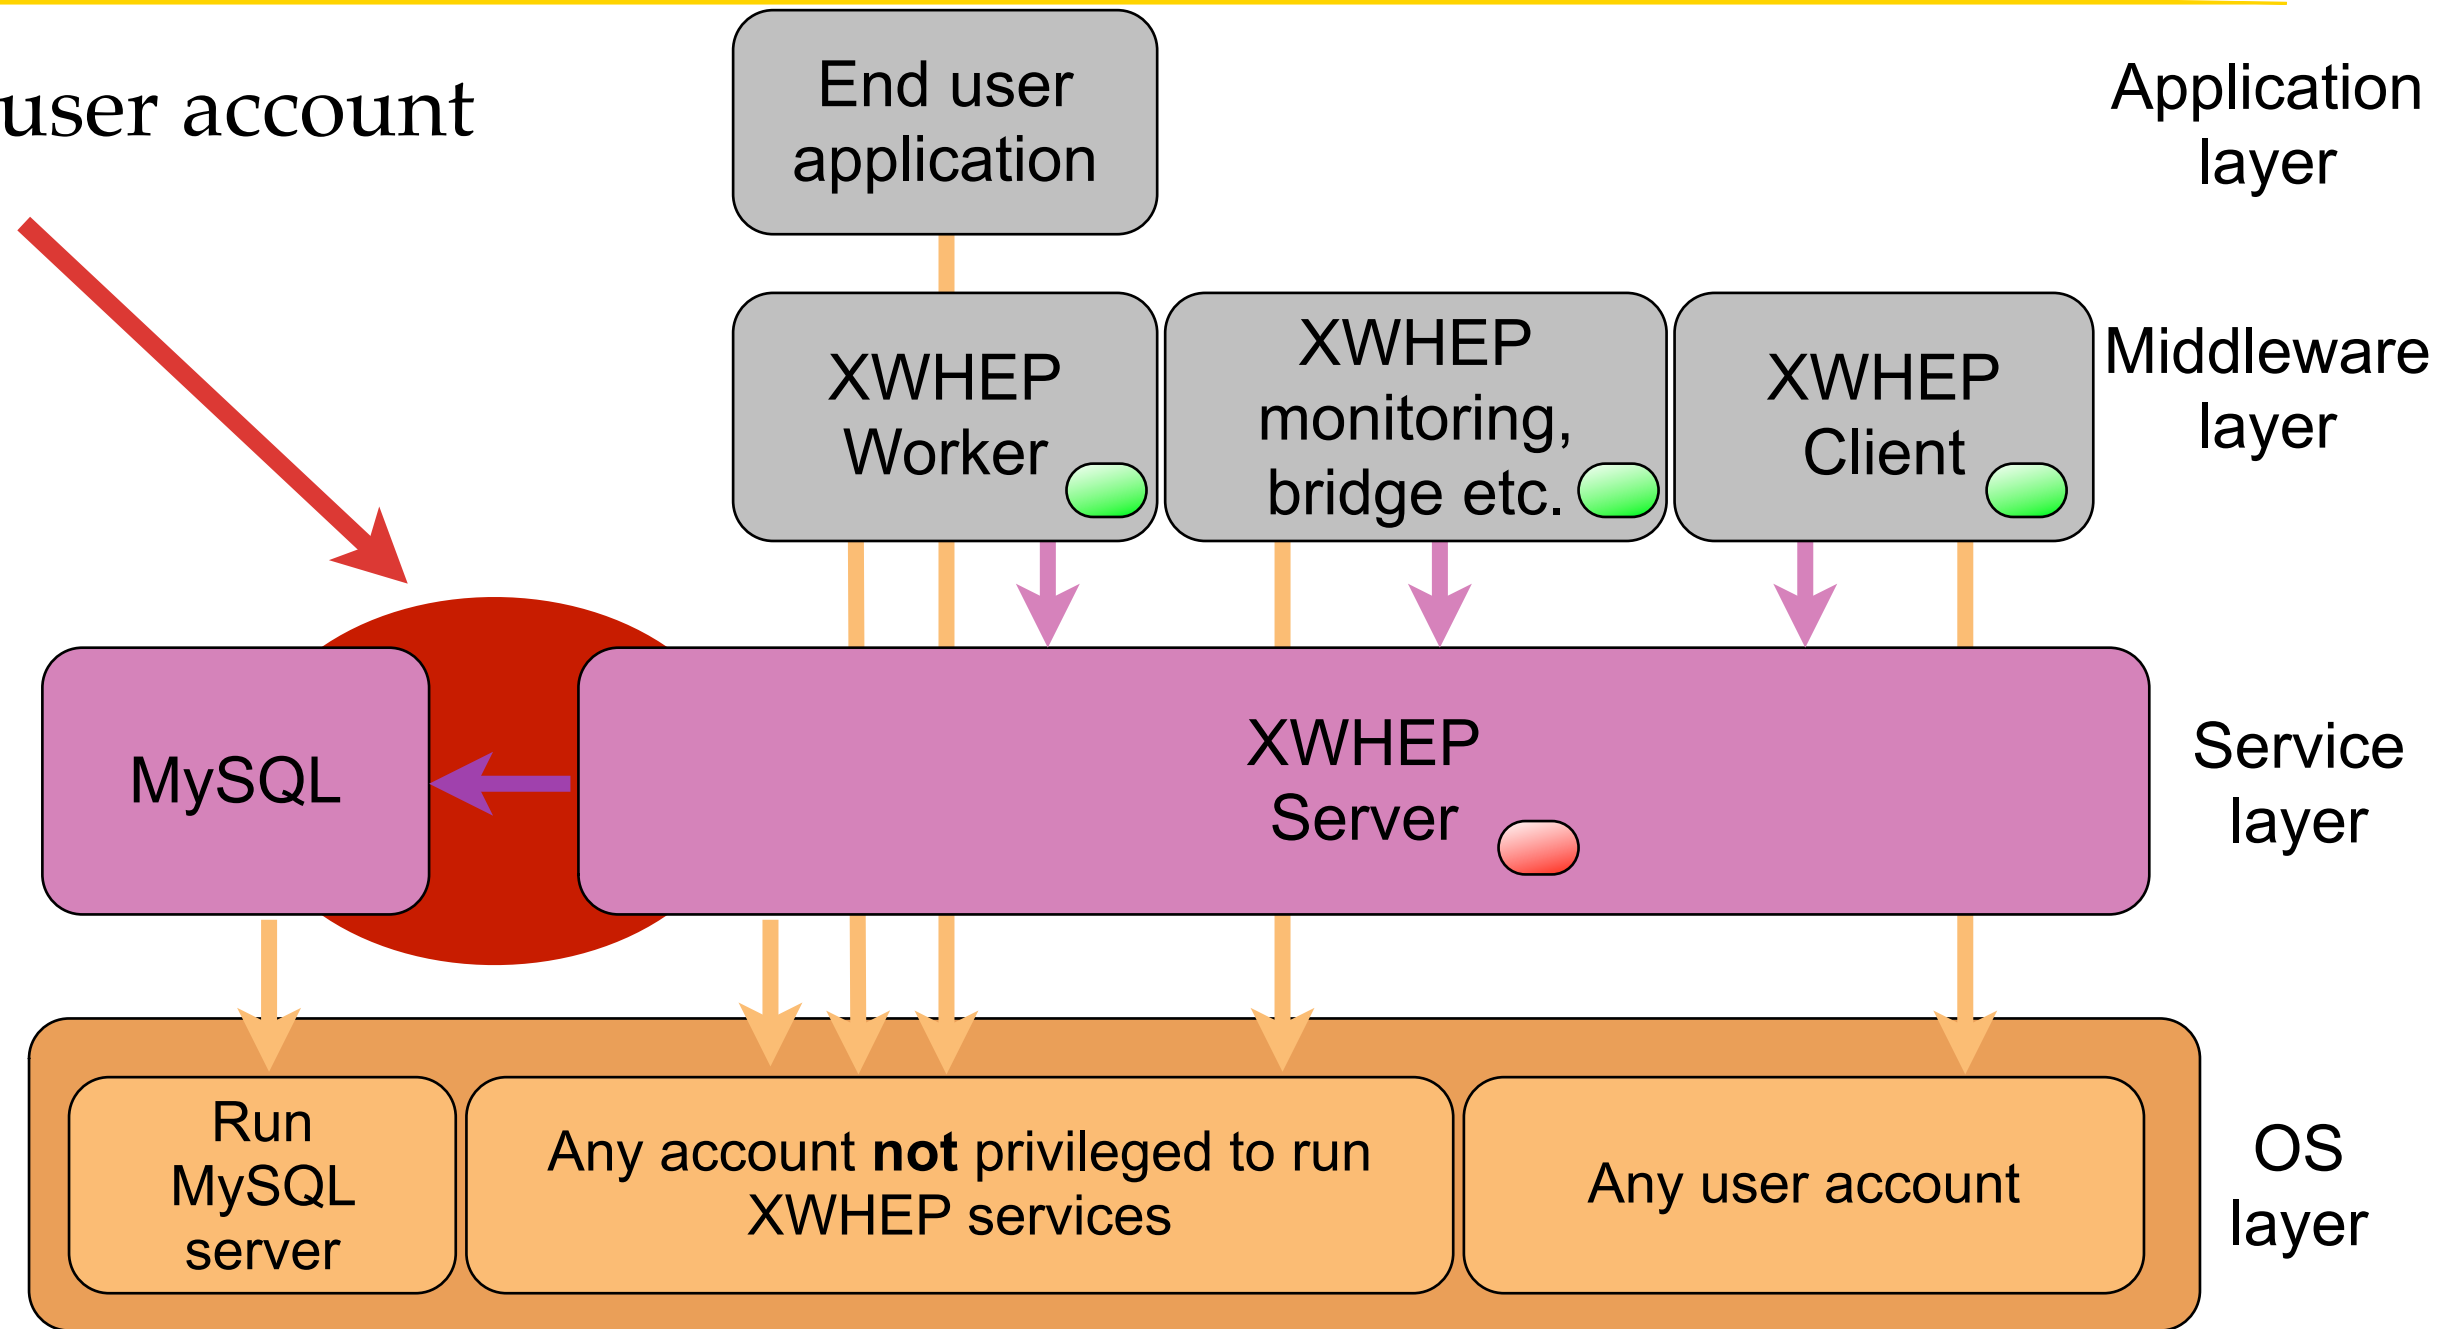 user account
End user
application
Application
layer
XWHEP
Worker
XWHEP
monitoring,
bridge etc.
XWHEP
Client
Middleware
layer
MySQL
XWHEP
Server
Service
layer
Run
MySQL
server
Any account not privileged to run
XWHEP services
Any user account
OS
layer